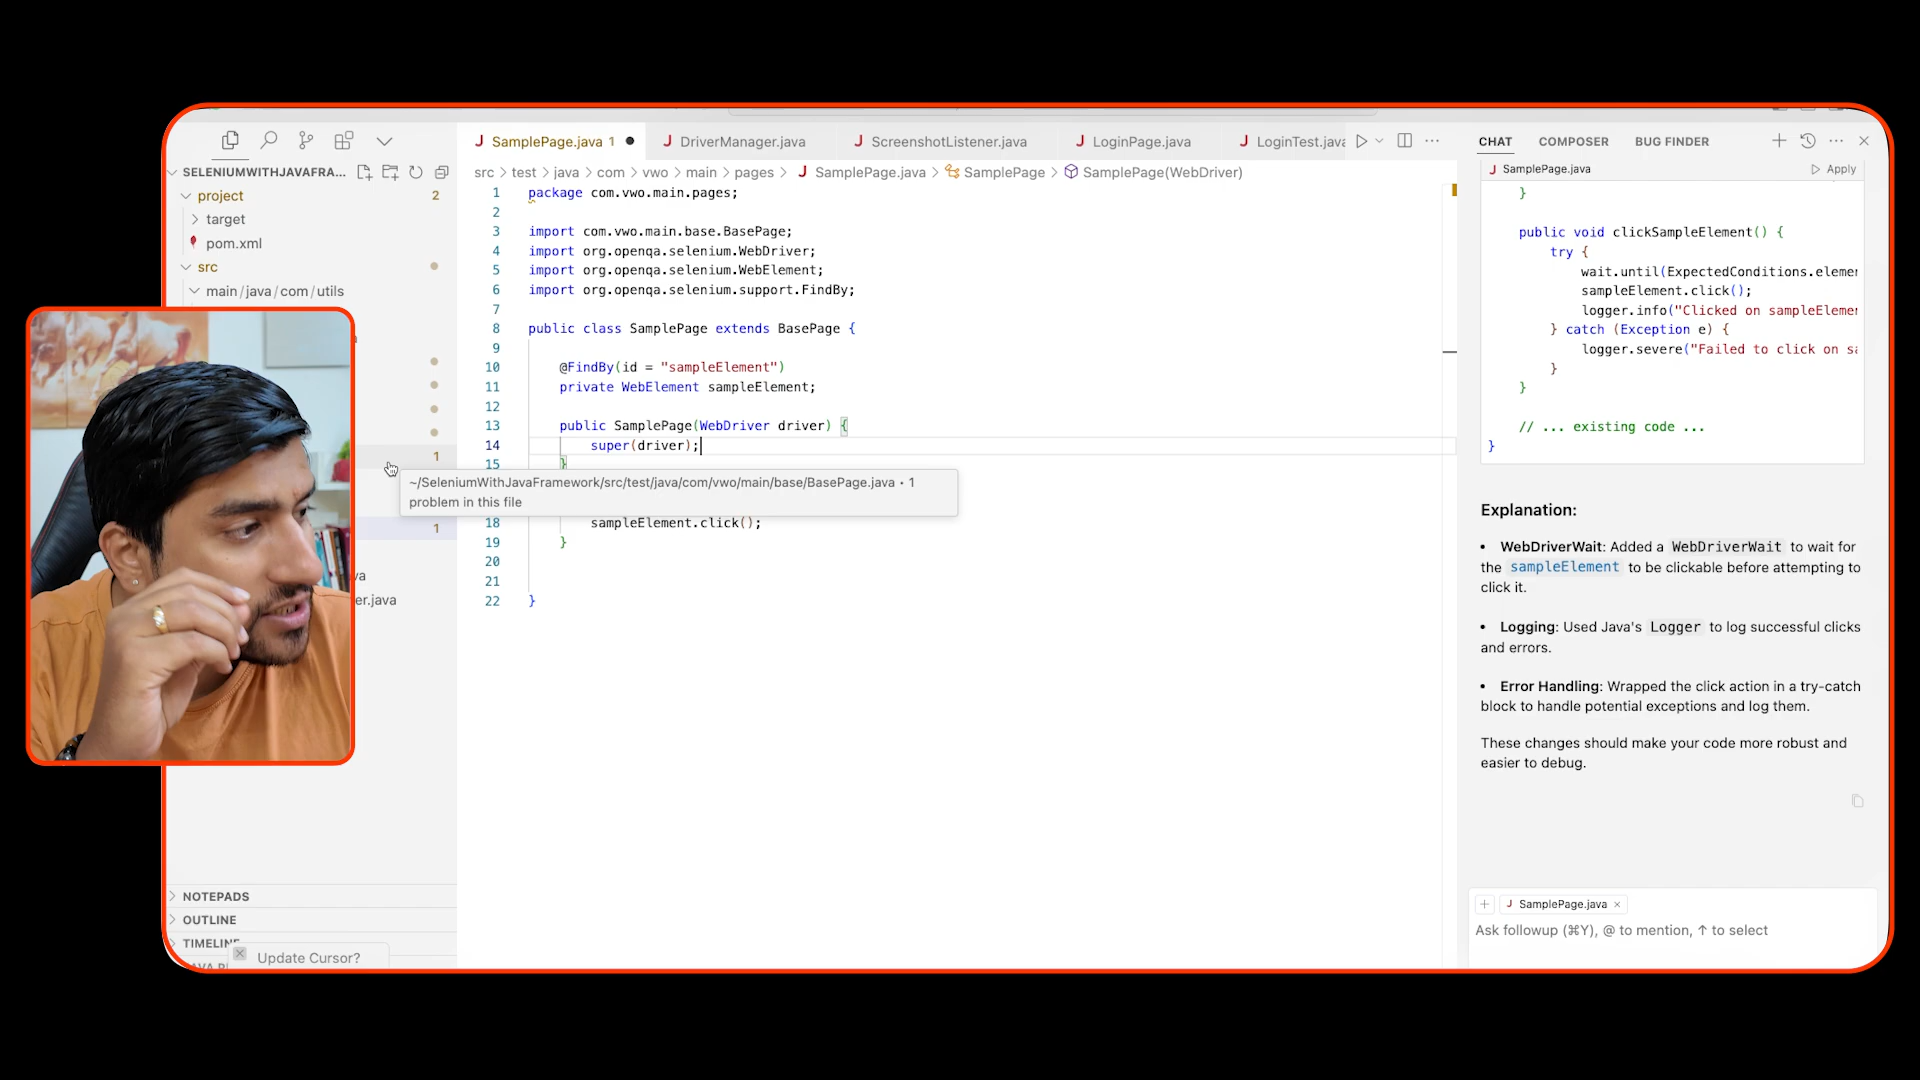 SamplePage.java 1
DriverManager.java
ScreenshotListener.java
LoginPage.java
LoginTest.java
CHAT
COMPOSER
BUG FINDER
SELENIUMWITHJAVAFRA...
src > test > java > com > vwo > main > pages > SamplePage.java > SamplePage > SamplePage(WebDriver)
SamplePage.java
Apply
project 2
target
pom.xml
src
main / java / com / utils
1
1
er.java
1 package com.vwo.main.pages;
2
3 import com.vwo.main.base.BasePage;
4 import org.openqa.selenium.WebDriver;
5 import org.openqa.selenium.WebElement;
6 import org.openqa.selenium.support.FindBy;
7
8 public class SamplePage extends BasePage {
9
10 @FindBy(id = "sampleElement")
11 private WebElement sampleElement;
12
13 public SamplePage(WebDriver driver) {
14 super(driver);
15 }
~/SeleniumWithJavaFramework/src/test/java/com/vwo/main/base/BasePage.java • 1
problem in this file
18 sampleElement.click();
19 }
20
21
22 }
}
public void clickSampleElement() {
try {
wait.until(ExpectedConditions.elemen
sampleElement.click();
logger.info("Clicked on sampleElemen
} catch (Exception e) {
logger.severe("Failed to click on sa
}
}
// ... existing code ...
}
Explanation:
• WebDriverWait: Added a WebDriverWait to wait for
the sampleElement to be clickable before attempting to
click it.
• Logging: Used Java's Logger to log successful clicks
and errors.
• Error Handling: Wrapped the click action in a try-catch
block to handle potential exceptions and log them.
These changes should make your code more robust and
easier to debug.
SamplePage.java
Ask followup (⌘Y), @ to mention, ↑ to select
NOTEPADS
OUTLINE
TIMELINE
Update Cursor?